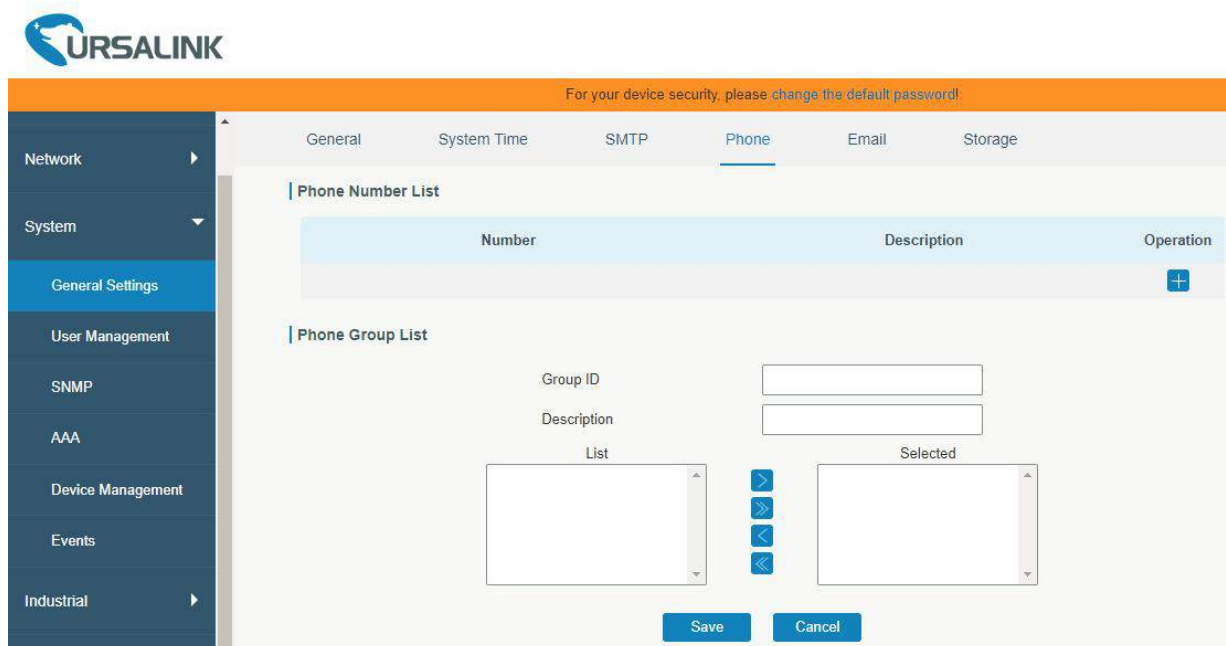 URSALINK
For your device security, please change the default password!
Network
System
General Settings
User Management
SNMP
AAA
Device Management
Events
Industrial
General System Time SMTP Phone Email Storage
Phone Number List
Number Description Operation
Phone Group List
Group ID
Description
List Selected
Save Cancel